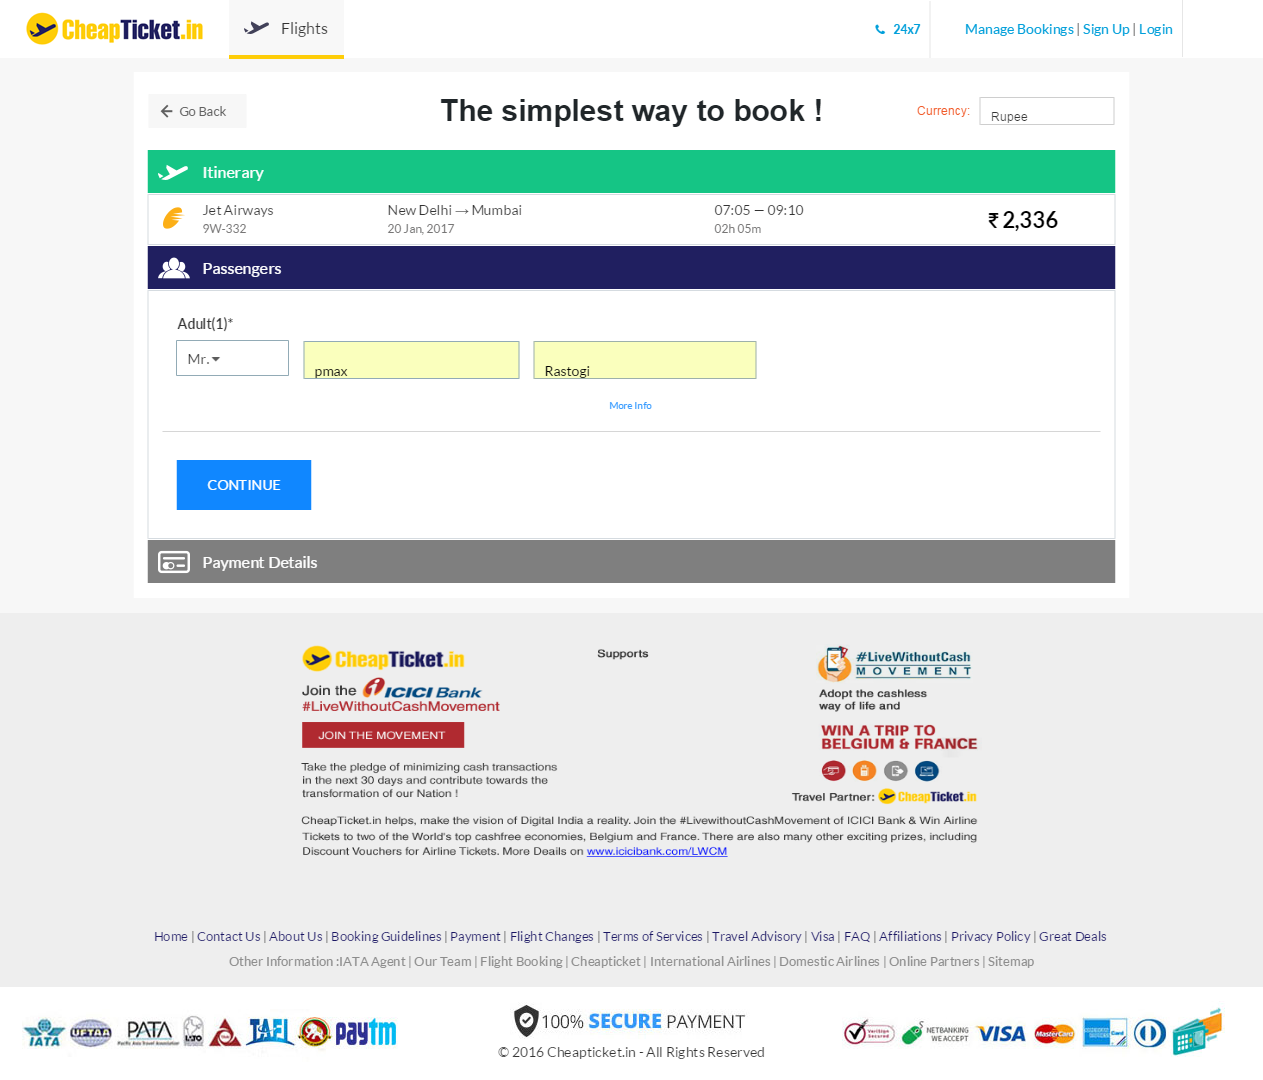 CheapTicket.in
Flights
24x7
Manage Bookings | Sign Up | Login
Go Back
The simplest way to book !
Currency:
Rupee
Itinerary
Jet Airways
New Delhi → Mumbai
07:05 — 09:10
₹ 2,336
9W-332
20 Jan, 2017
02h 05m
Passengers
Adult(1)*
Mr.
pmax
Rastogi
More Info
CONTINUE
Payment Details
CheapTicket.in
Join the ICICI Bank
#LiveWithoutCashMovement
JOIN THE MOVEMENT
Take the pledge of minimizing cash transactions
in the next 30 days and contribute towards the
transformation of our Nation !
Supports
#LiveWithoutCash
MOVEMENT
Adopt the cashless
way of life and
WIN A TRIP TO
BELGIUM & FRANCE
Travel Partner: CheapTicket.in
CheapTicket.in helps, make the vision of Digital India a reality. Join the #LivewithoutCashMovement of ICICI Bank & Win Airline
Tickets to two of the World's top cashfree economies, Belgium and France. There are also many other exciting prizes, including
Discount Vouchers for Airline Tickets. More Deails on www.icicibank.com/LWCM
Home | Contact Us | About Us | Booking Guidelines | Payment | Flight Changes | Terms of Services | Travel Advisory | Visa | FAQ | Affiliations | Privacy Policy | Great Deals
Other Information :IATA Agent | Our Team | Flight Booking | Cheapticket | International Airlines | Domestic Airlines | Online Partners | Sitemap
IATA
UFTAA
PATA
Pacific Asia Travel Association
IATO
TAFI
paytm
100% SECURE PAYMENT
© 2016 Cheapticket.in - All Rights Reserved
VeriSign
Secured
NETBANKING
WE ACCEPT
VISA
MasterCard